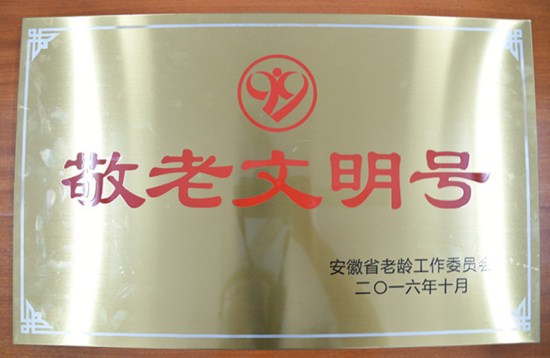 敬老文明号
安徽省老龄工作委员会
二〇一六年十月